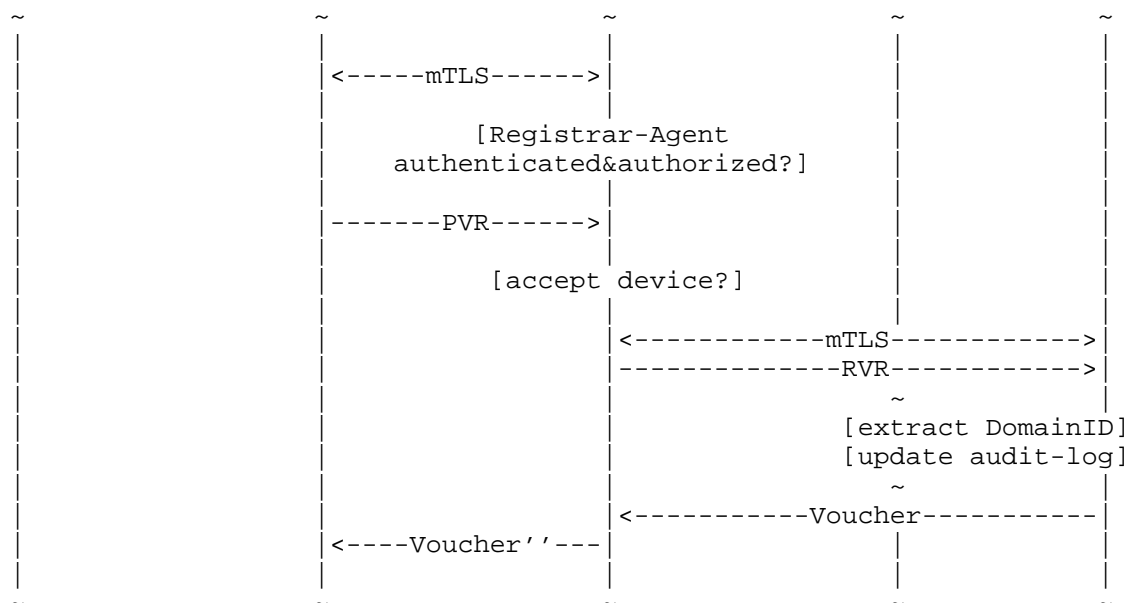 ~ ~ ~ ~ ~
| | | | |
| |<-----mTLS------>| | |
| | | | |
| [Registrar-Agent | |
| authenticated&authorized?] | |
| | | | |
| |-------PVR------>| | |
| | | | |
| | [accept device?] | |
| | | | |
| | |<------------mTLS------------>|
| | |--------------RVR------------>|
| | | ~ |
| | | [extract DomainID]
| | | [update audit-log]
| | | ~ |
| | |<-----------Voucher-----------|
| |<----Voucher''---| | |
| | | | |